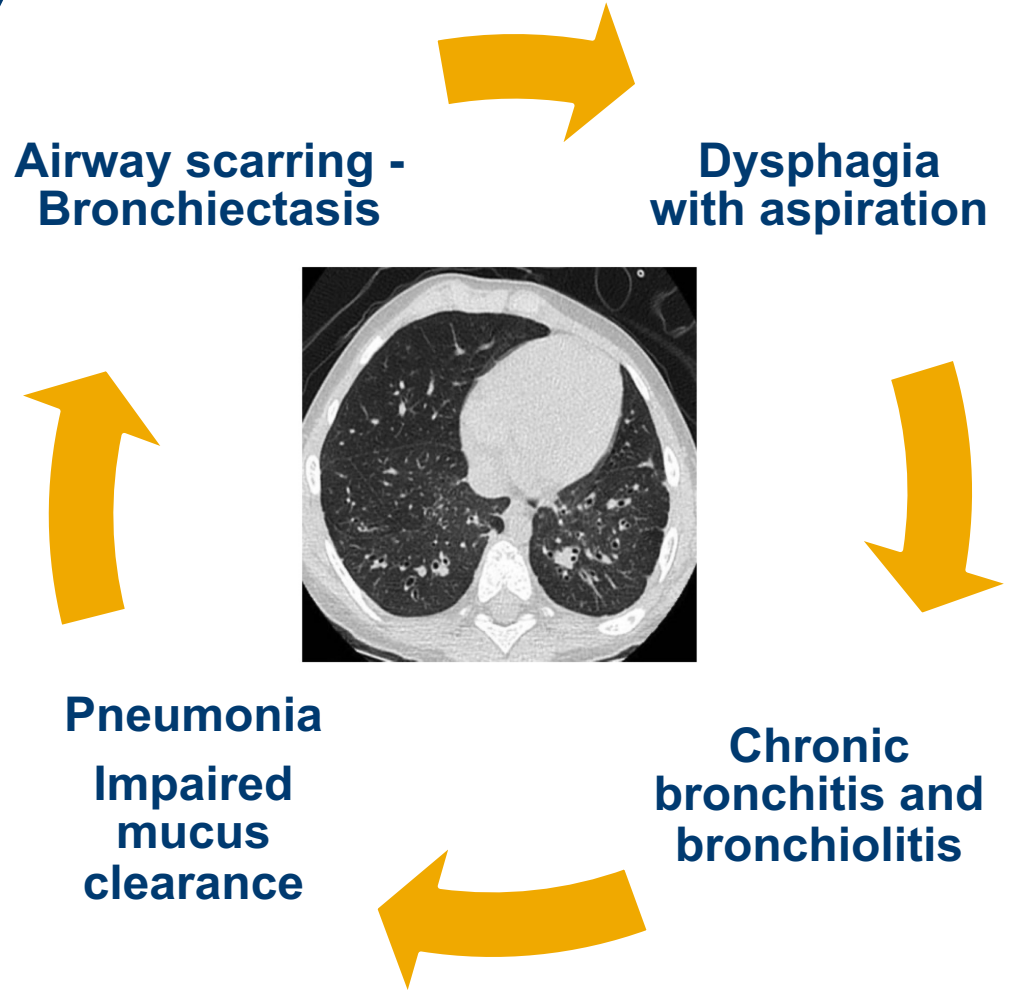 Airway scarring -
Bronchiectasis
Dysphagia
with aspiration
Chronic
bronchitis and
bronchiolitis
Pneumonia
Impaired
mucus
clearance